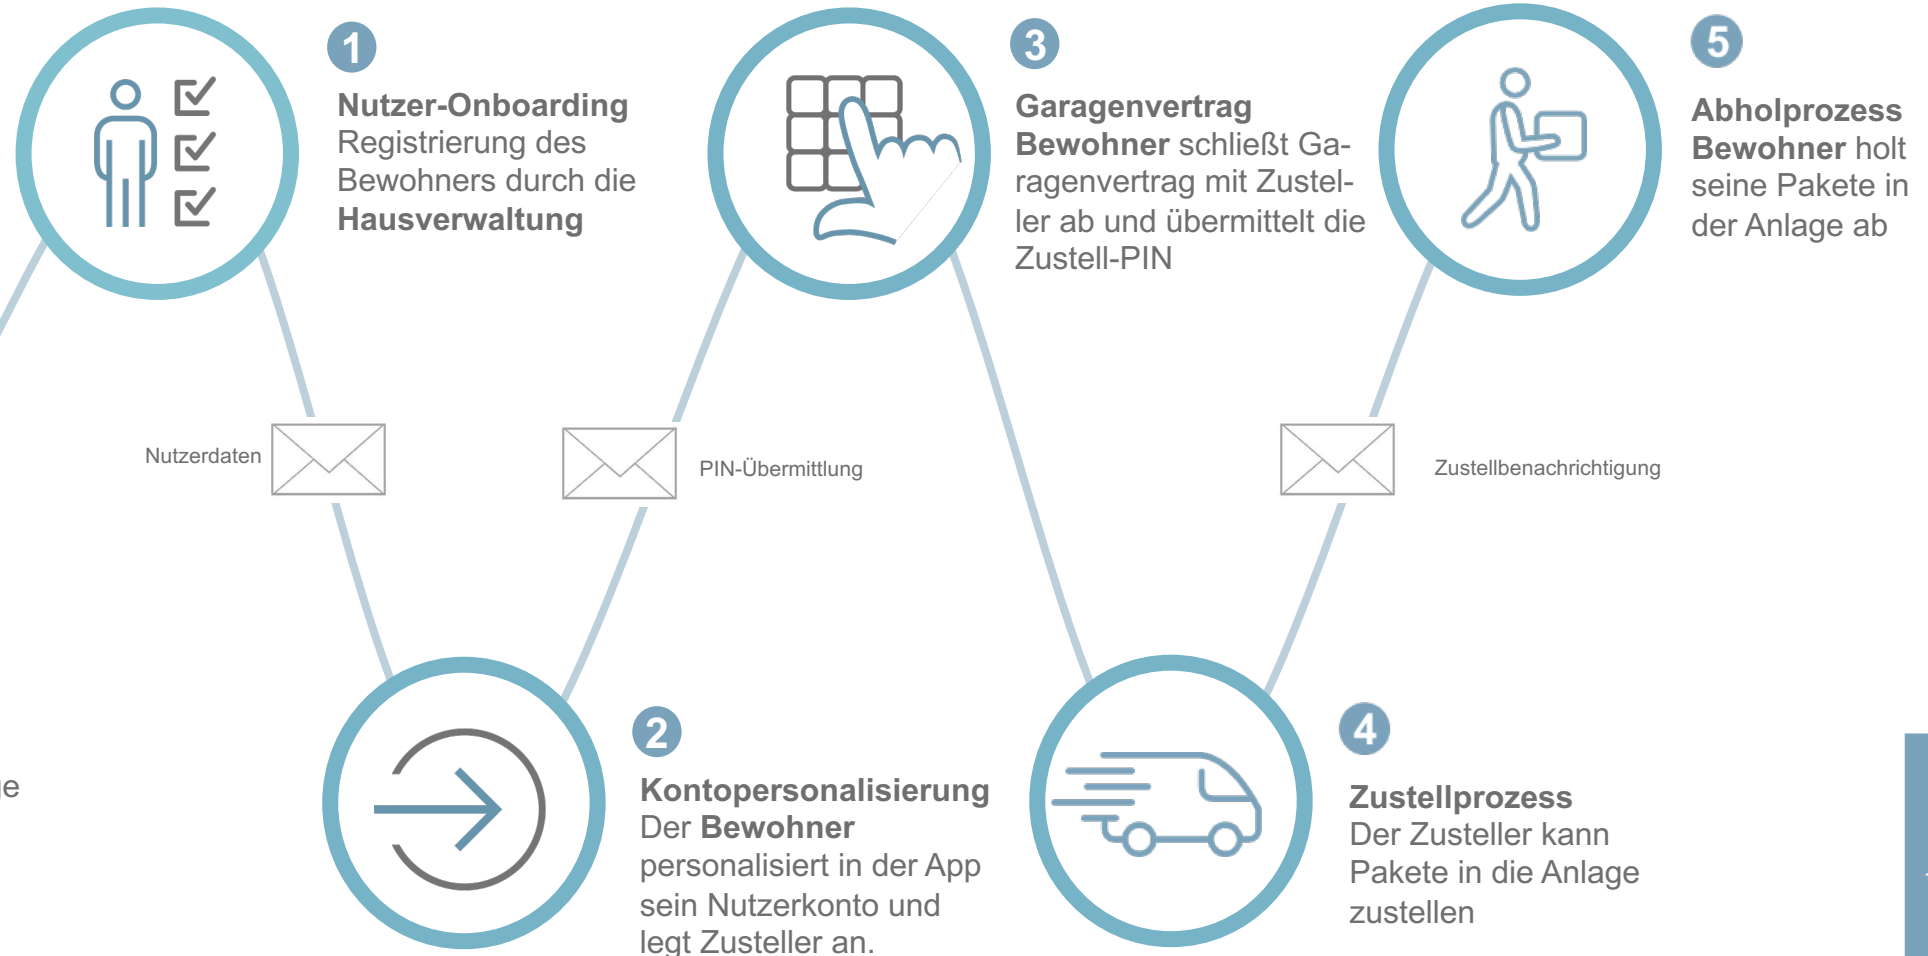 1
Nutzer-Onboarding
Registrierung des
Bewohners durch die
Hausverwaltung
3
Garagenvertrag
Bewohner schließt Ga-
ragenvertrag mit Zustel-
ler ab und übermittelt die
Zustell-PIN
5
Abholprozess
Bewohner holt
seine Pakete in
der Anlage ab
Nutzerdaten
PIN-Übermittlung
Zustellbenachrichtigung
2
Kontopersonalisierung
Der Bewohner
personalisiert in der App
sein Nutzerkonto und
legt Zusteller an.
4
Zustellprozess
Der Zusteller kann
Pakete in die Anlage
zustellen